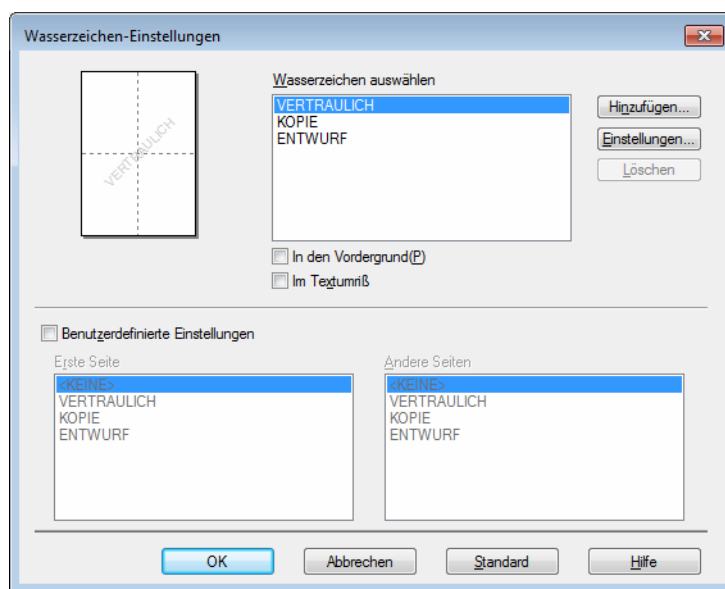 Wasserzeichen-Einstellungen
VERTRAULICH
Wasserzeichen auswählen
VERTRAULICH
KOPIE
ENTWURF
Hinzufügen...
Einstellungen...
Löschen
In den Vordergrund(P)
Im Textumriß
Benutzerdefinierte Einstellungen
Erste Seite
<KEINE>
VERTRAULICH
KOPIE
ENTWURF
Andere Seiten
<KEINE>
VERTRAULICH
KOPIE
ENTWURF
OK
Abbrechen
Standard
Hilfe